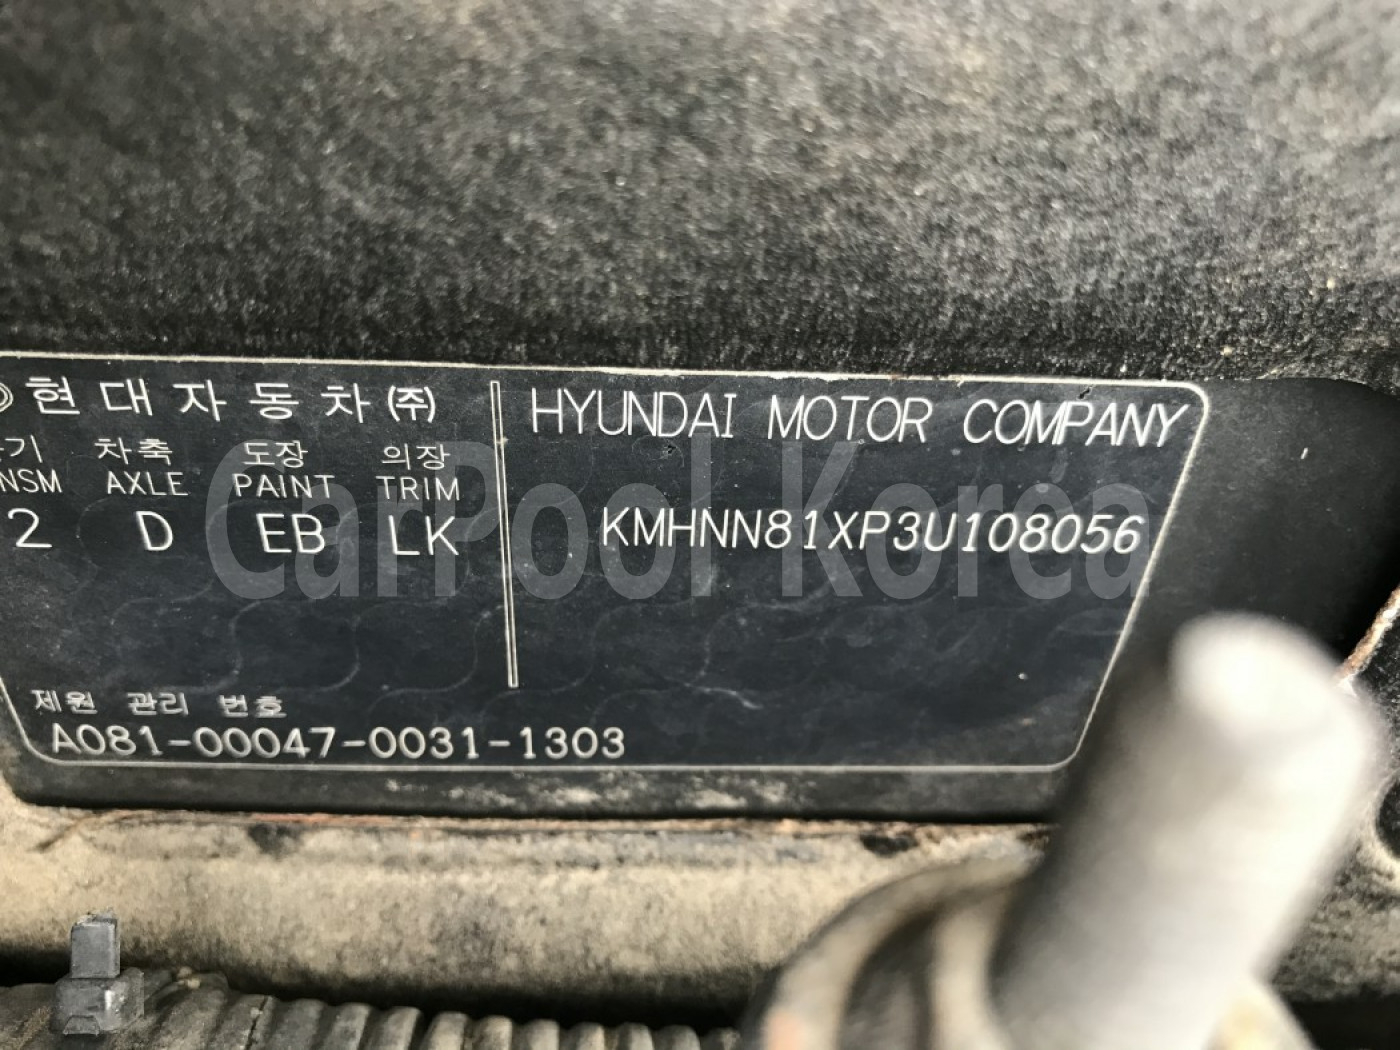 현대자동차(주)
HYUNDAI MOTOR COMPANY
기 차축 도장 의장
NSM AXLE PAINT TRIM
2 D EB LK
KMHNN81XP3U108056
CarPool Korea
제원 관리 번호
A081-00047-0031-1303